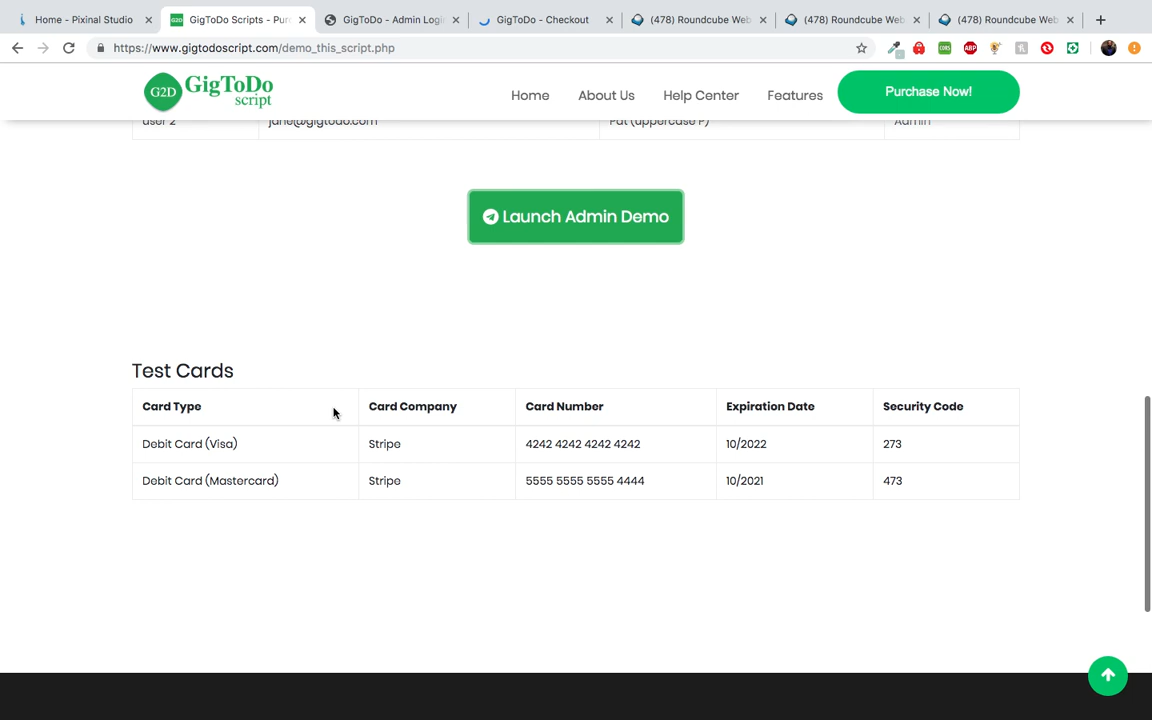 Home - Pixinal Studio
GigToDo Scripts - Pur
GigToDo - Admin Login
GigToDo - Checkout
(478) Roundcube Web
(478) Roundcube Web
(478) Roundcube Web
https://www.gigtodoscript.com/demo_this_script.php
G2D GigToDo script
Home About Us Help Center Features Purchase Now!
user 2 jane@gigtodo.com Pat (uppercase P) Admin
Launch Admin Demo
Test Cards
Card Type Card Company Card Number Expiration Date Security Code
Debit Card (Visa) Stripe 4242 4242 4242 4242 10/2022 273
Debit Card (Mastercard) Stripe 5555 5555 5555 4444 10/2021 473